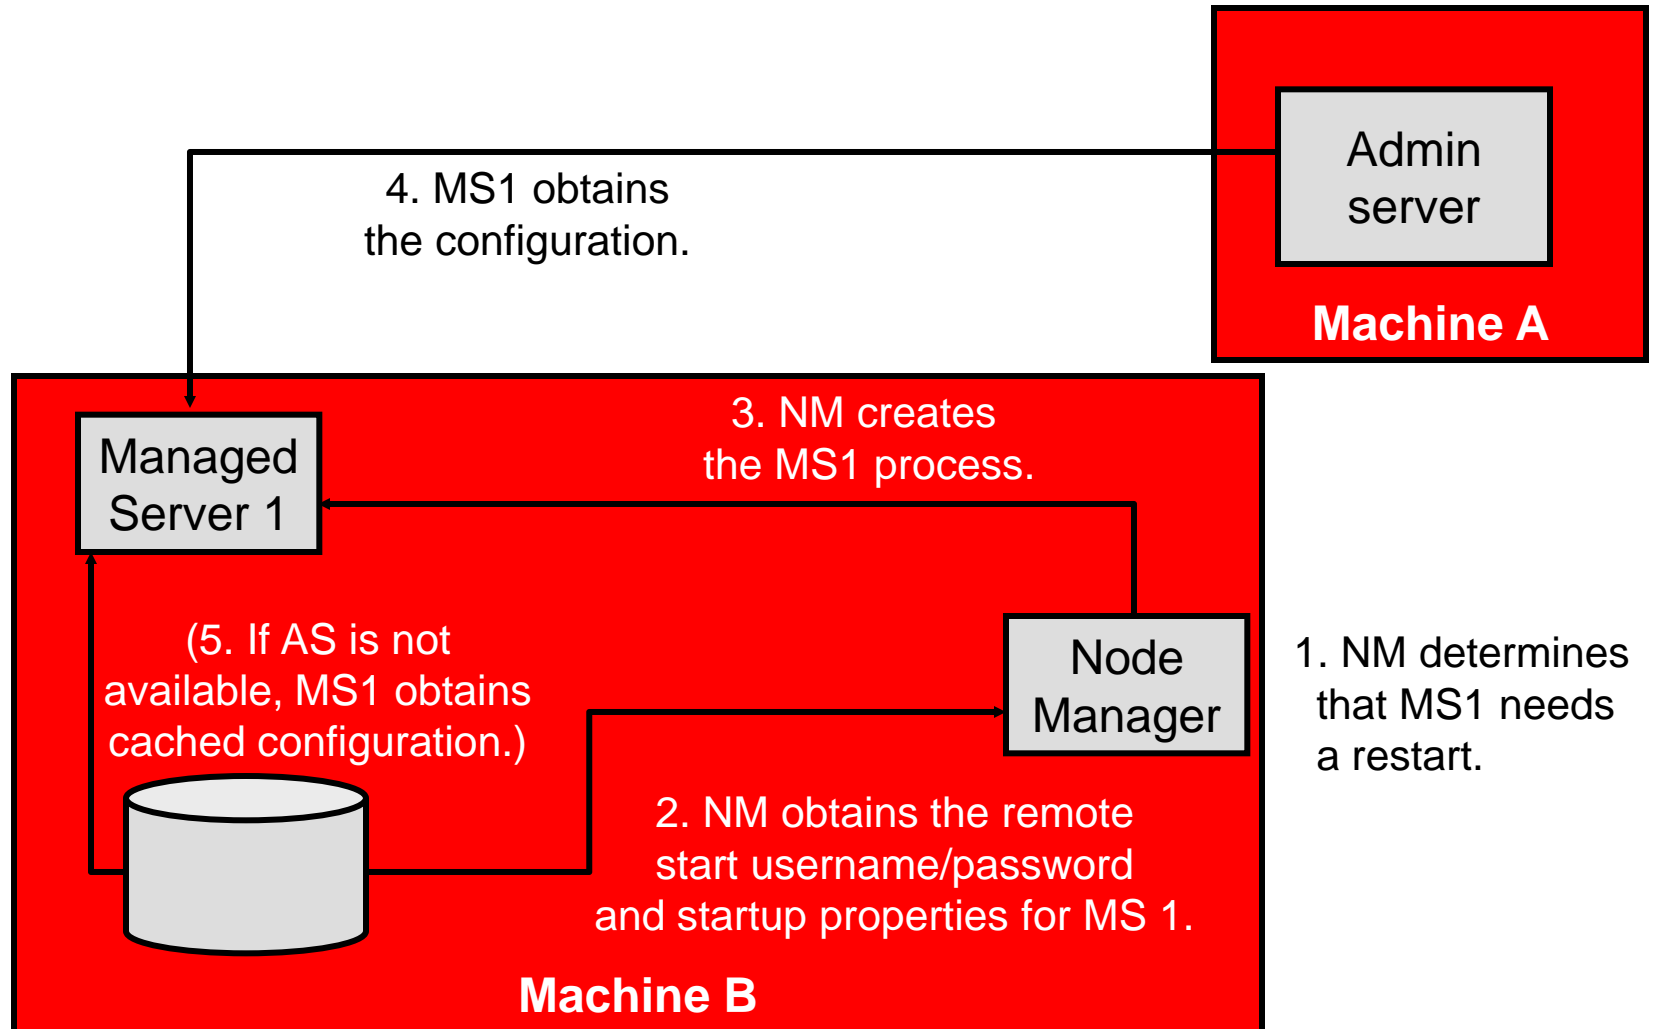 Admin
server
Machine A
4. MS1 obtains
the configuration.
3. NM creates
the MS1 process.
Managed
Server 1
(5. If AS is not
available, MS1 obtains
cached configuration.)
Node
Manager
1. NM determines
that MS1 needs
a restart.
2. NM obtains the remote
start username/password
and startup properties for MS 1.
Machine B